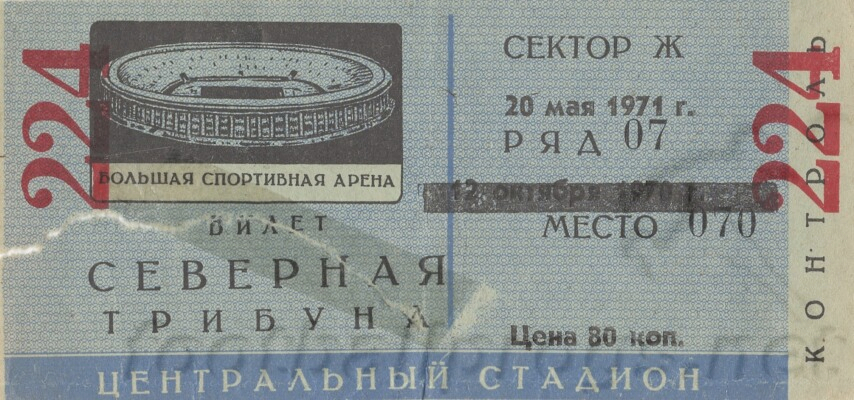 224
БОЛЬШАЯ СПОРТИВНАЯ АРЕНА
БИЛЕТ
СЕВЕРНАЯ
ТРИБУНА
СЕКТОР Ж
20 мая 1971 г.
РЯД 07
12 октября 1970 г.
МЕСТО 070
Цена 80 коп.
ЦЕНТРАЛЬНЫЙ СТАДИОН
224
КОНТРОЛЬ